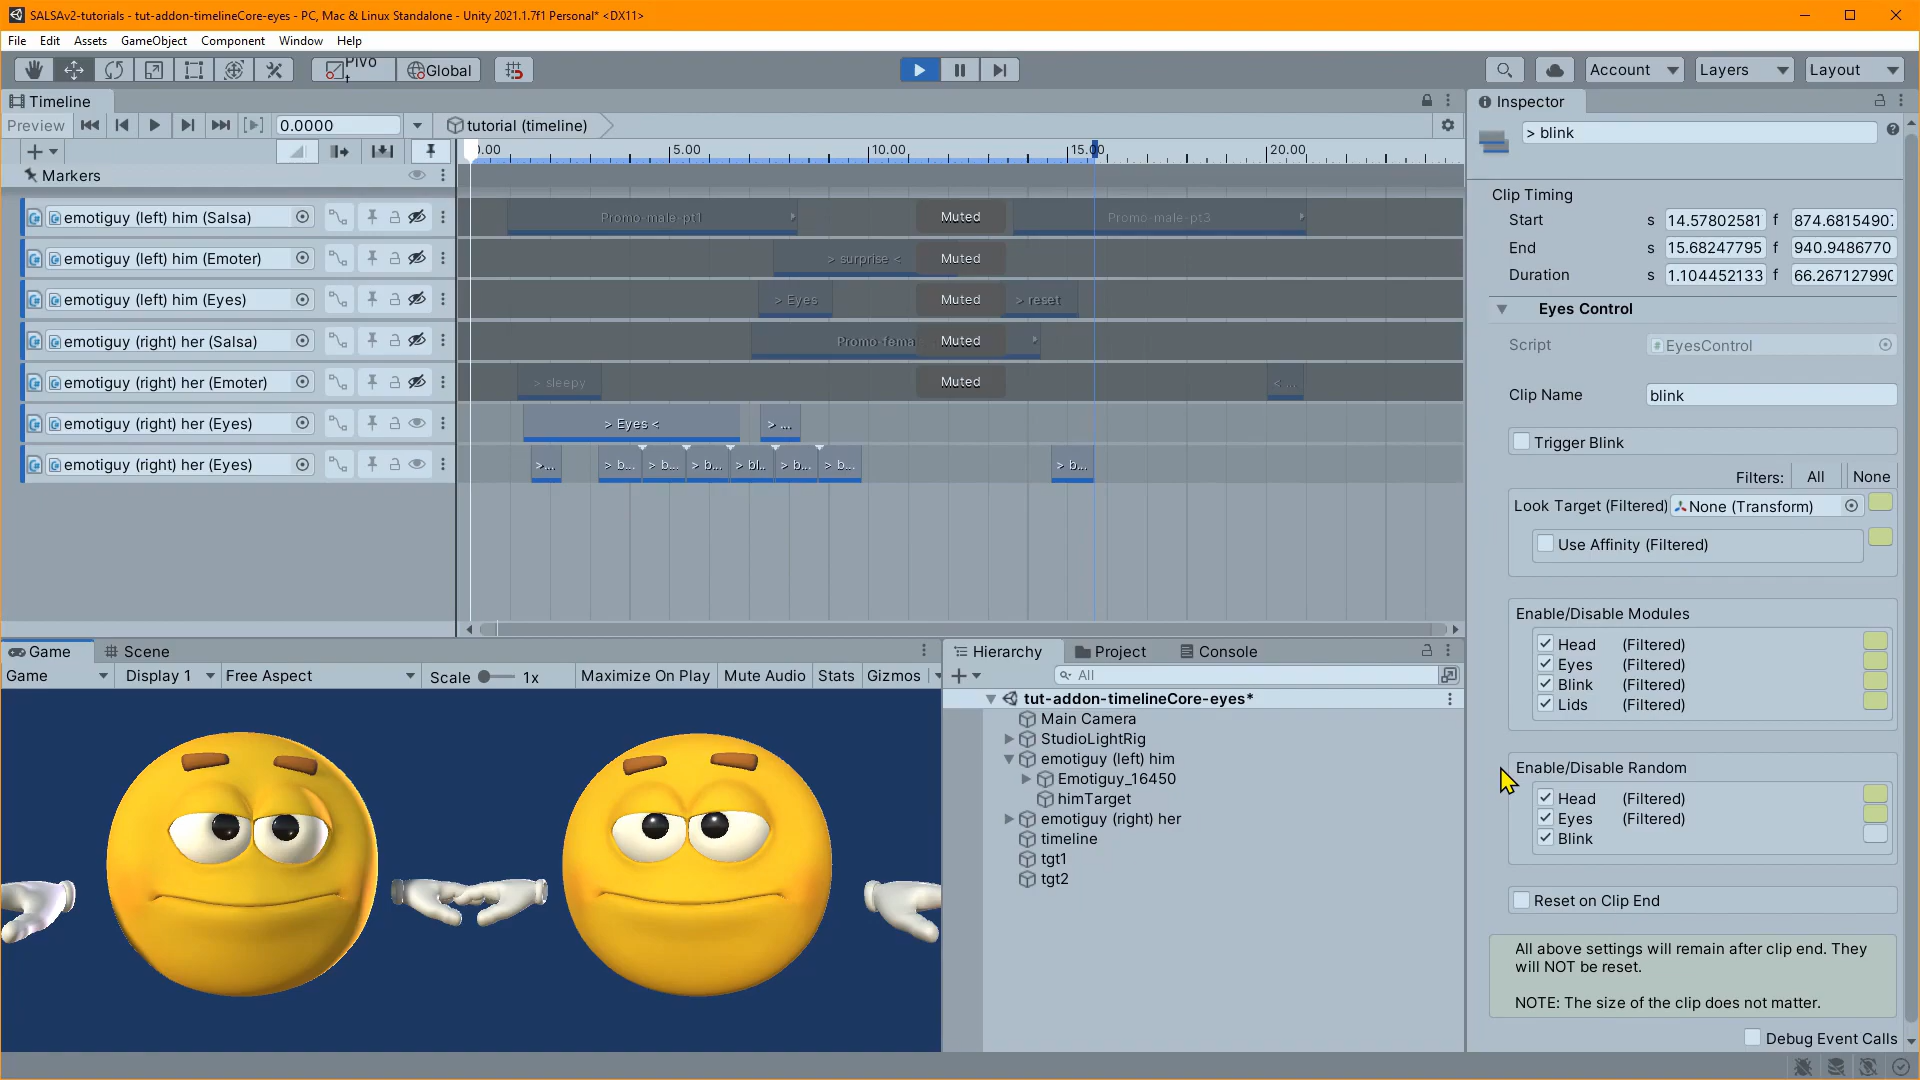 SALSAv2-tutorials - tut-addon-timelineCore-eyes - PC, Mac & Linux Standalone - Unity 2021.1.7f1 Personal* <DX11>
File Edit Assets GameObject Component Window Help
Pivot Global Account Layers Layout
Timeline
Preview 0.0000 tutorial (timeline)
5.00 10.00 15.00 20.00
Markers
emotiguy (left) him (Salsa) Promo-male-pt1 Muted Promo-male-pt3
emotiguy (left) him (Emoter) > surprise < Muted
emotiguy (left) him (Eyes) > Eyes Muted > reset
emotiguy (right) her (Salsa) Promo-fema Muted
emotiguy (right) her (Emoter) > sleepy Muted < ...
emotiguy (right) her (Eyes) > Eyes < > ...
emotiguy (right) her (Eyes) >... > b... > b... > b... > bl.. > b... > b... > b...
Game Scene
Game Display 1 Free Aspect Scale 1x Maximize On Play Mute Audio Stats Gizmos
Hierarchy Project Console
All
tut-addon-timelineCore-eyes*
Main Camera
StudioLightRig
emotiguy (left) him
Emotiguy_16450
himTarget
emotiguy (right) her
timeline
tgt1
tgt2
Inspector
> blink
Clip Timing
Start s 14.57802581 f 874.68154907
End s 15.68247795 f 940.9486770
Duration s 1.104452133 f 66.26712799
Eyes Control
Script EyesControl
Clip Name blink
Trigger Blink
Filters: All None
Look Target (Filtered) None (Transform)
Use Affinity (Filtered)
Enable/Disable Modules
Head (Filtered)
Eyes (Filtered)
Blink (Filtered)
Lids (Filtered)
Enable/Disable Random
Head (Filtered)
Eyes (Filtered)
Blink
Reset on Clip End
All above settings will remain after clip end. They
will NOT be reset.
NOTE: The size of the clip does not matter.
Debug Event Calls